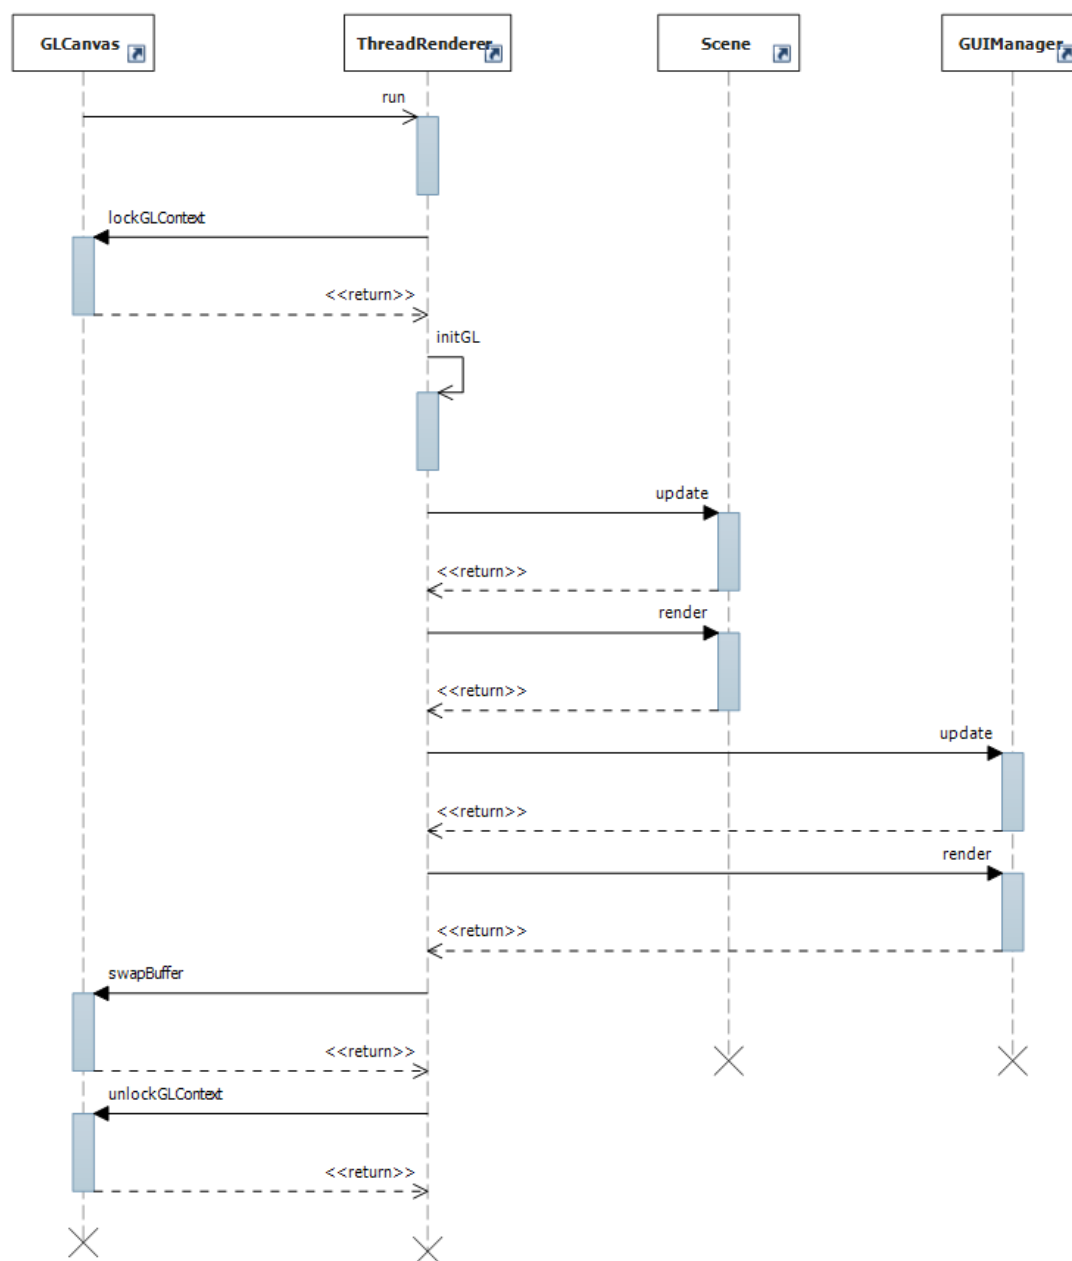 GLCanvas
ThreadRenderer
Scene
GUIManager
run
lockGLContext
<<return>>
initGL
update
<<return>>
render
<<return>>
update
<<return>>
render
<<return>>
swapBuffer
<<return>>
unlockGLContext
<<return>>